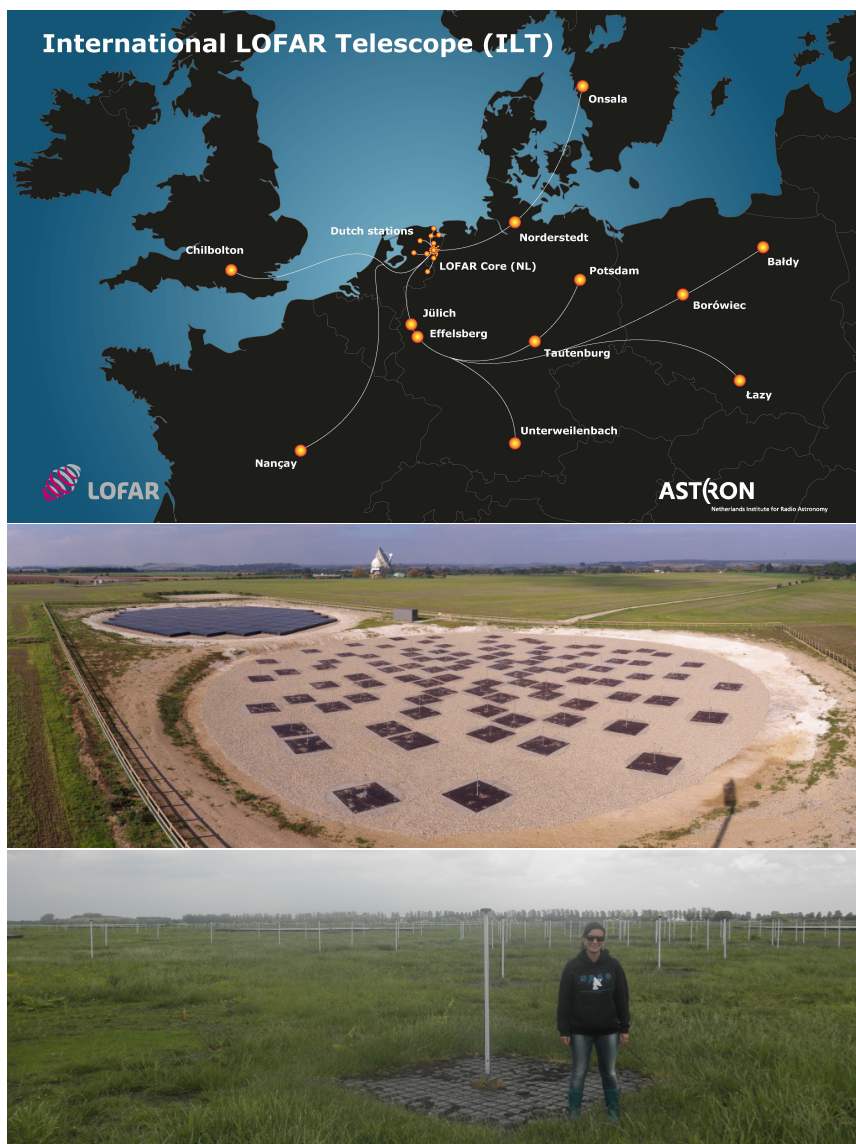 International LOFAR Telescope (ILT)
Onsala
Dutch stations
Norderstedt
Chilbolton
LOFAR Core (NL)
Potsdam
Bałdy
Borówiec
Jülich
Effelsberg
Tautenburg
Łazy
Unterweilenbach
Nançay
LOFAR
ASTRON
Netherlands Institute for Radio Astronomy